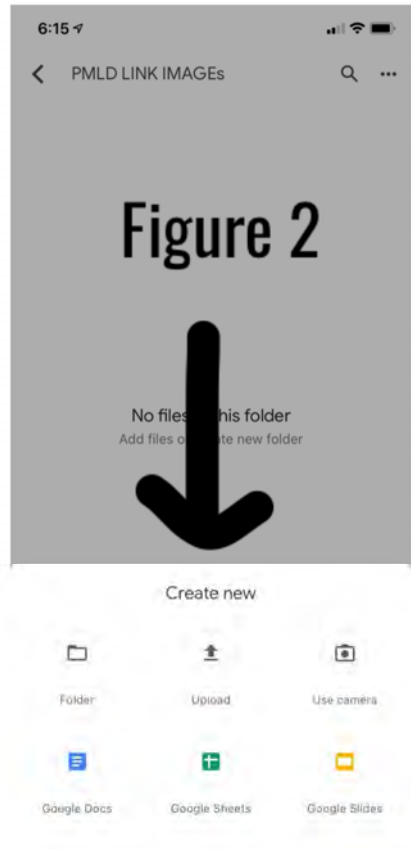 6:15
PMLD LINK IMAGEs
Figure 2
No files his folder
Add files o te new folder
Create new
Folder Upload Use camera
Google Docs Google Sheets Google Slides